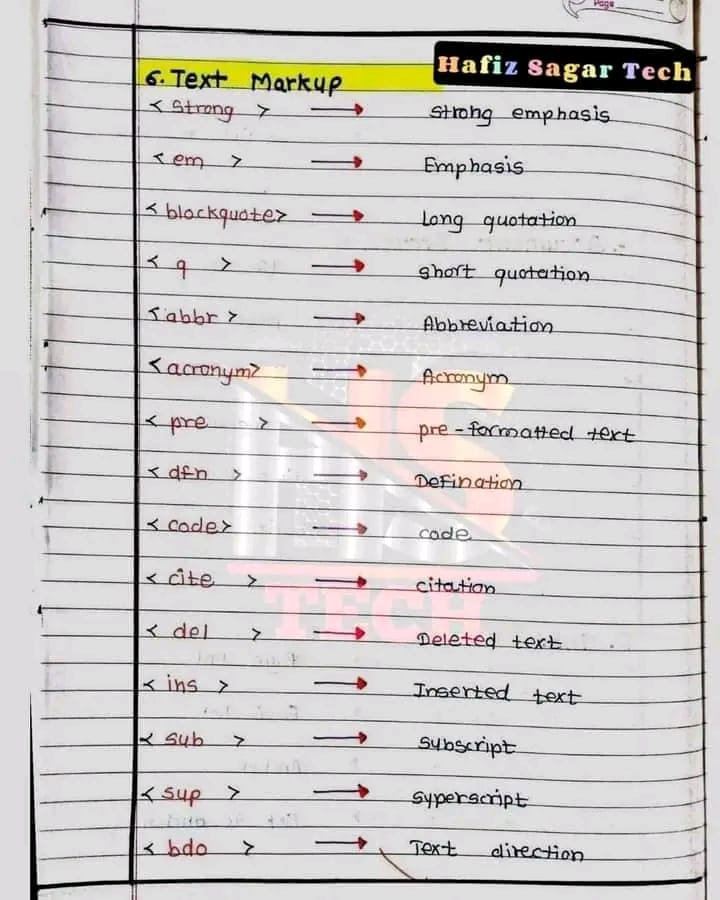 Page
Hafiz Sagar Tech
6. Text Markup
< Strong > → strong emphasis
< em > → Emphasis
< blockquote> → Long quotation
< q > → short quotation
<abbr > → Abbreviation
< acronym> → Acronym
< pre > → pre-formatted text
< dfn > → Defination
< code> → code
< cite > → citation
< del > → Deleted text
< ins > → Inserted text
< sub > → subscript
< sup > → syperscript
< bdo > → Text direction
HS
TECH